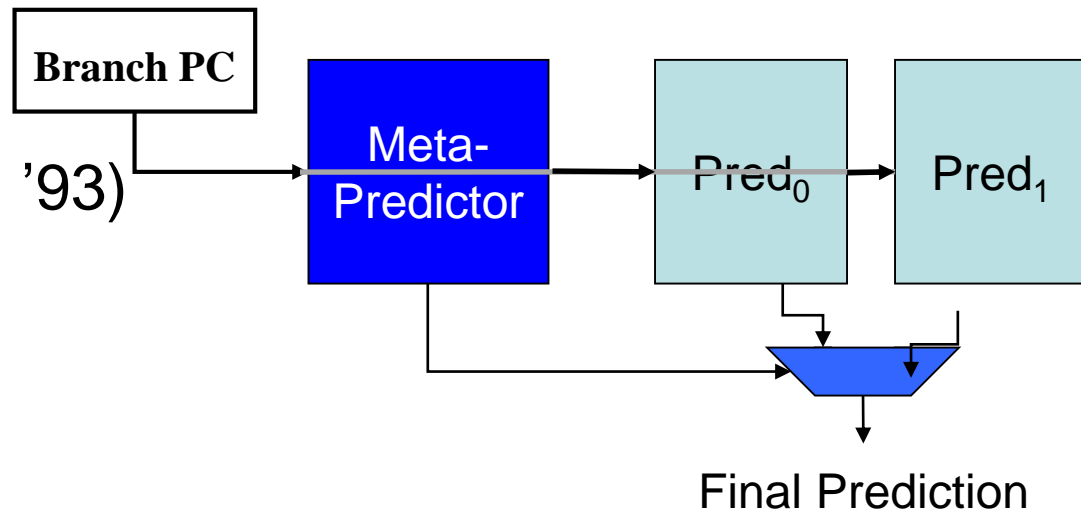 Branch PC
’93)
Meta-
Predictor
Pred₀
Pred₁
Final Prediction